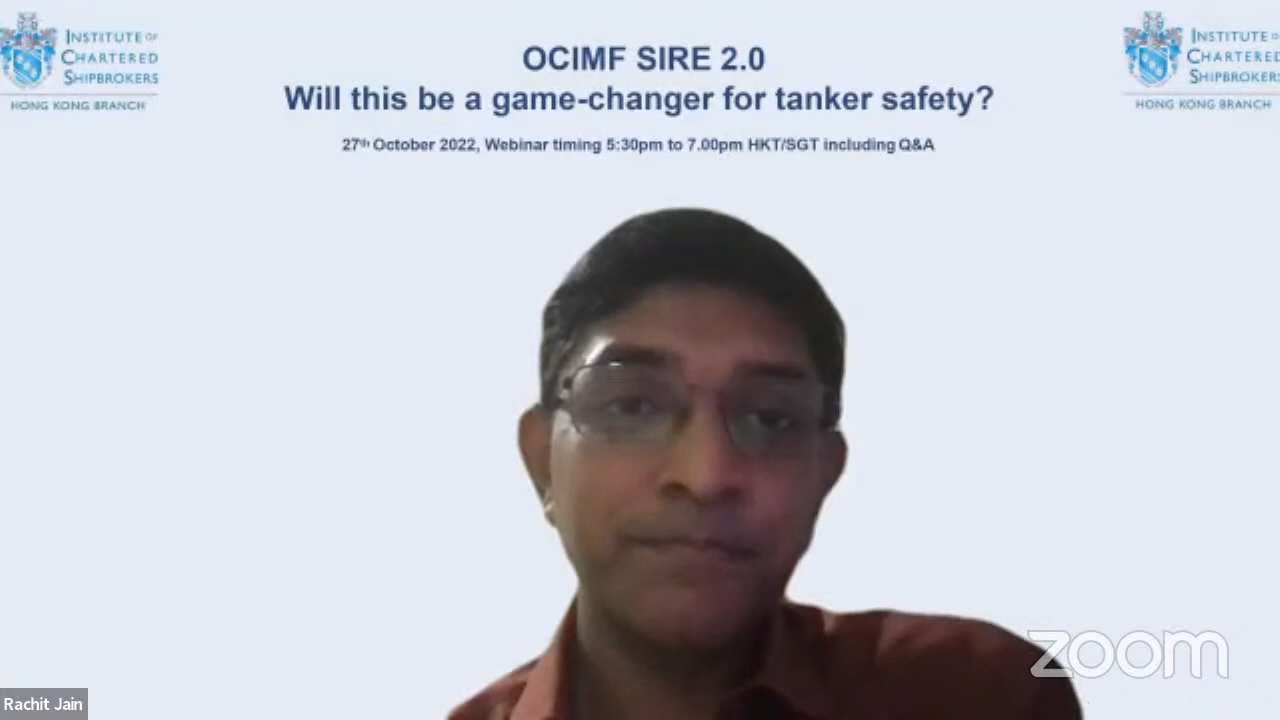 INSTITUTE OF
CHARTERED
SHIPBROKERS
HONG KONG BRANCH
OCIMF SIRE 2.0
Will this be a game-changer for tanker safety?
27th October 2022, Webinar timing 5:30pm to 7.00pm HKT/SGT including Q&A
INSTITUTE O
CHARTERED
SHIPBROKERS
HONG KONG BRANCH
zoom
Rachit Jain